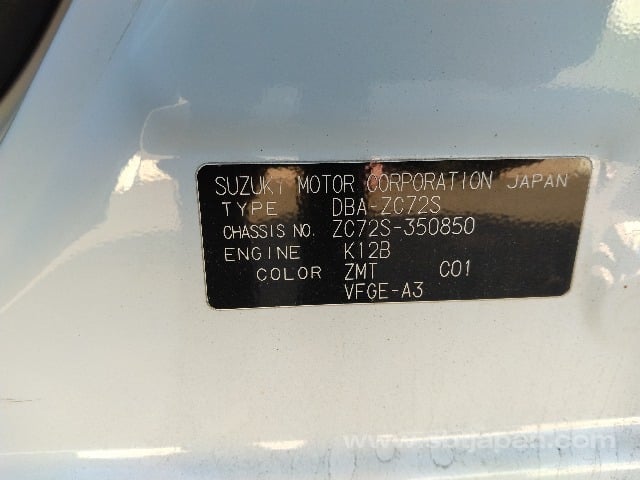 SUZUKI MOTOR CORPORATION JAPAN
TYPE DBA-ZC72S
CHASSIS NO. ZC72S-350850
ENGINE K12B
COLOR ZMT C01
VFGE-A3
www.sbtjapan.com